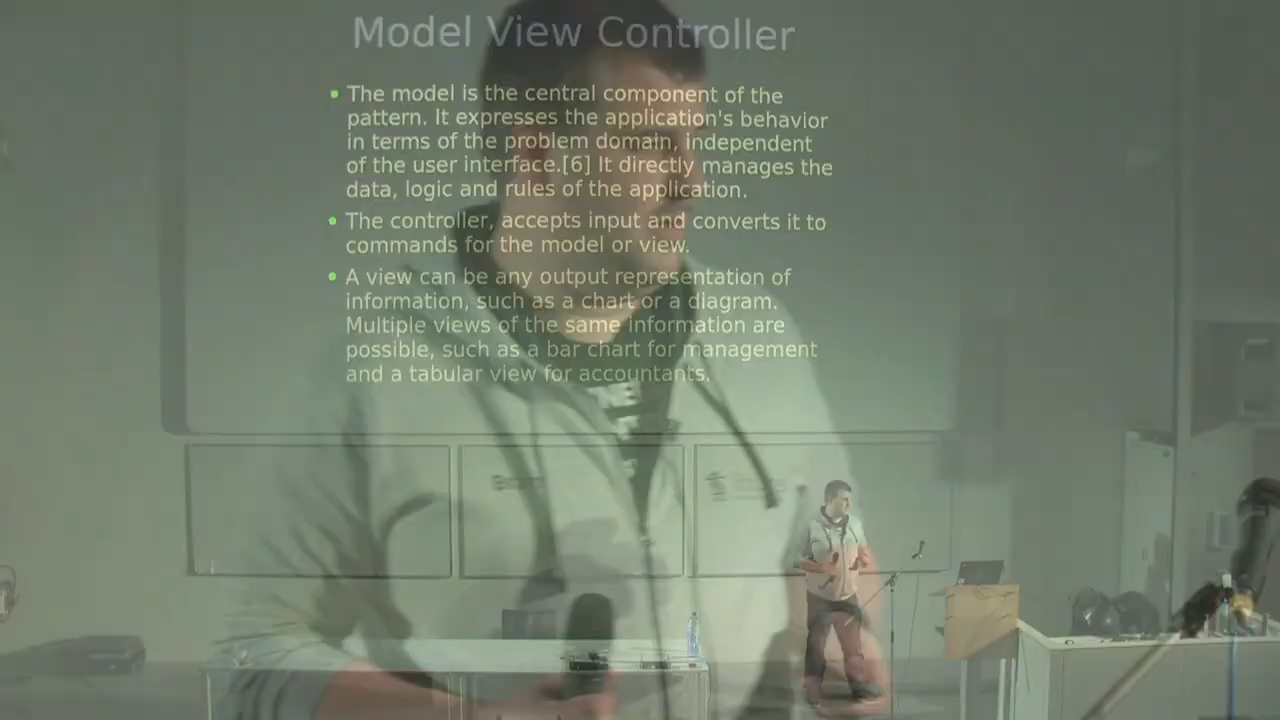 Model View Controller
The model is the central component of the
pattern. It expresses the application's behavior
in terms of the problem domain, independent
of the user interface.[6] It directly manages the
data, logic and rules of the application.
The controller, accepts input and converts it to
commands for the model or view.
A view can be any output representation of
information, such as a chart or a diagram.
Multiple views of the same information are
possible, such as a bar chart for management
and a tabular view for accountants.